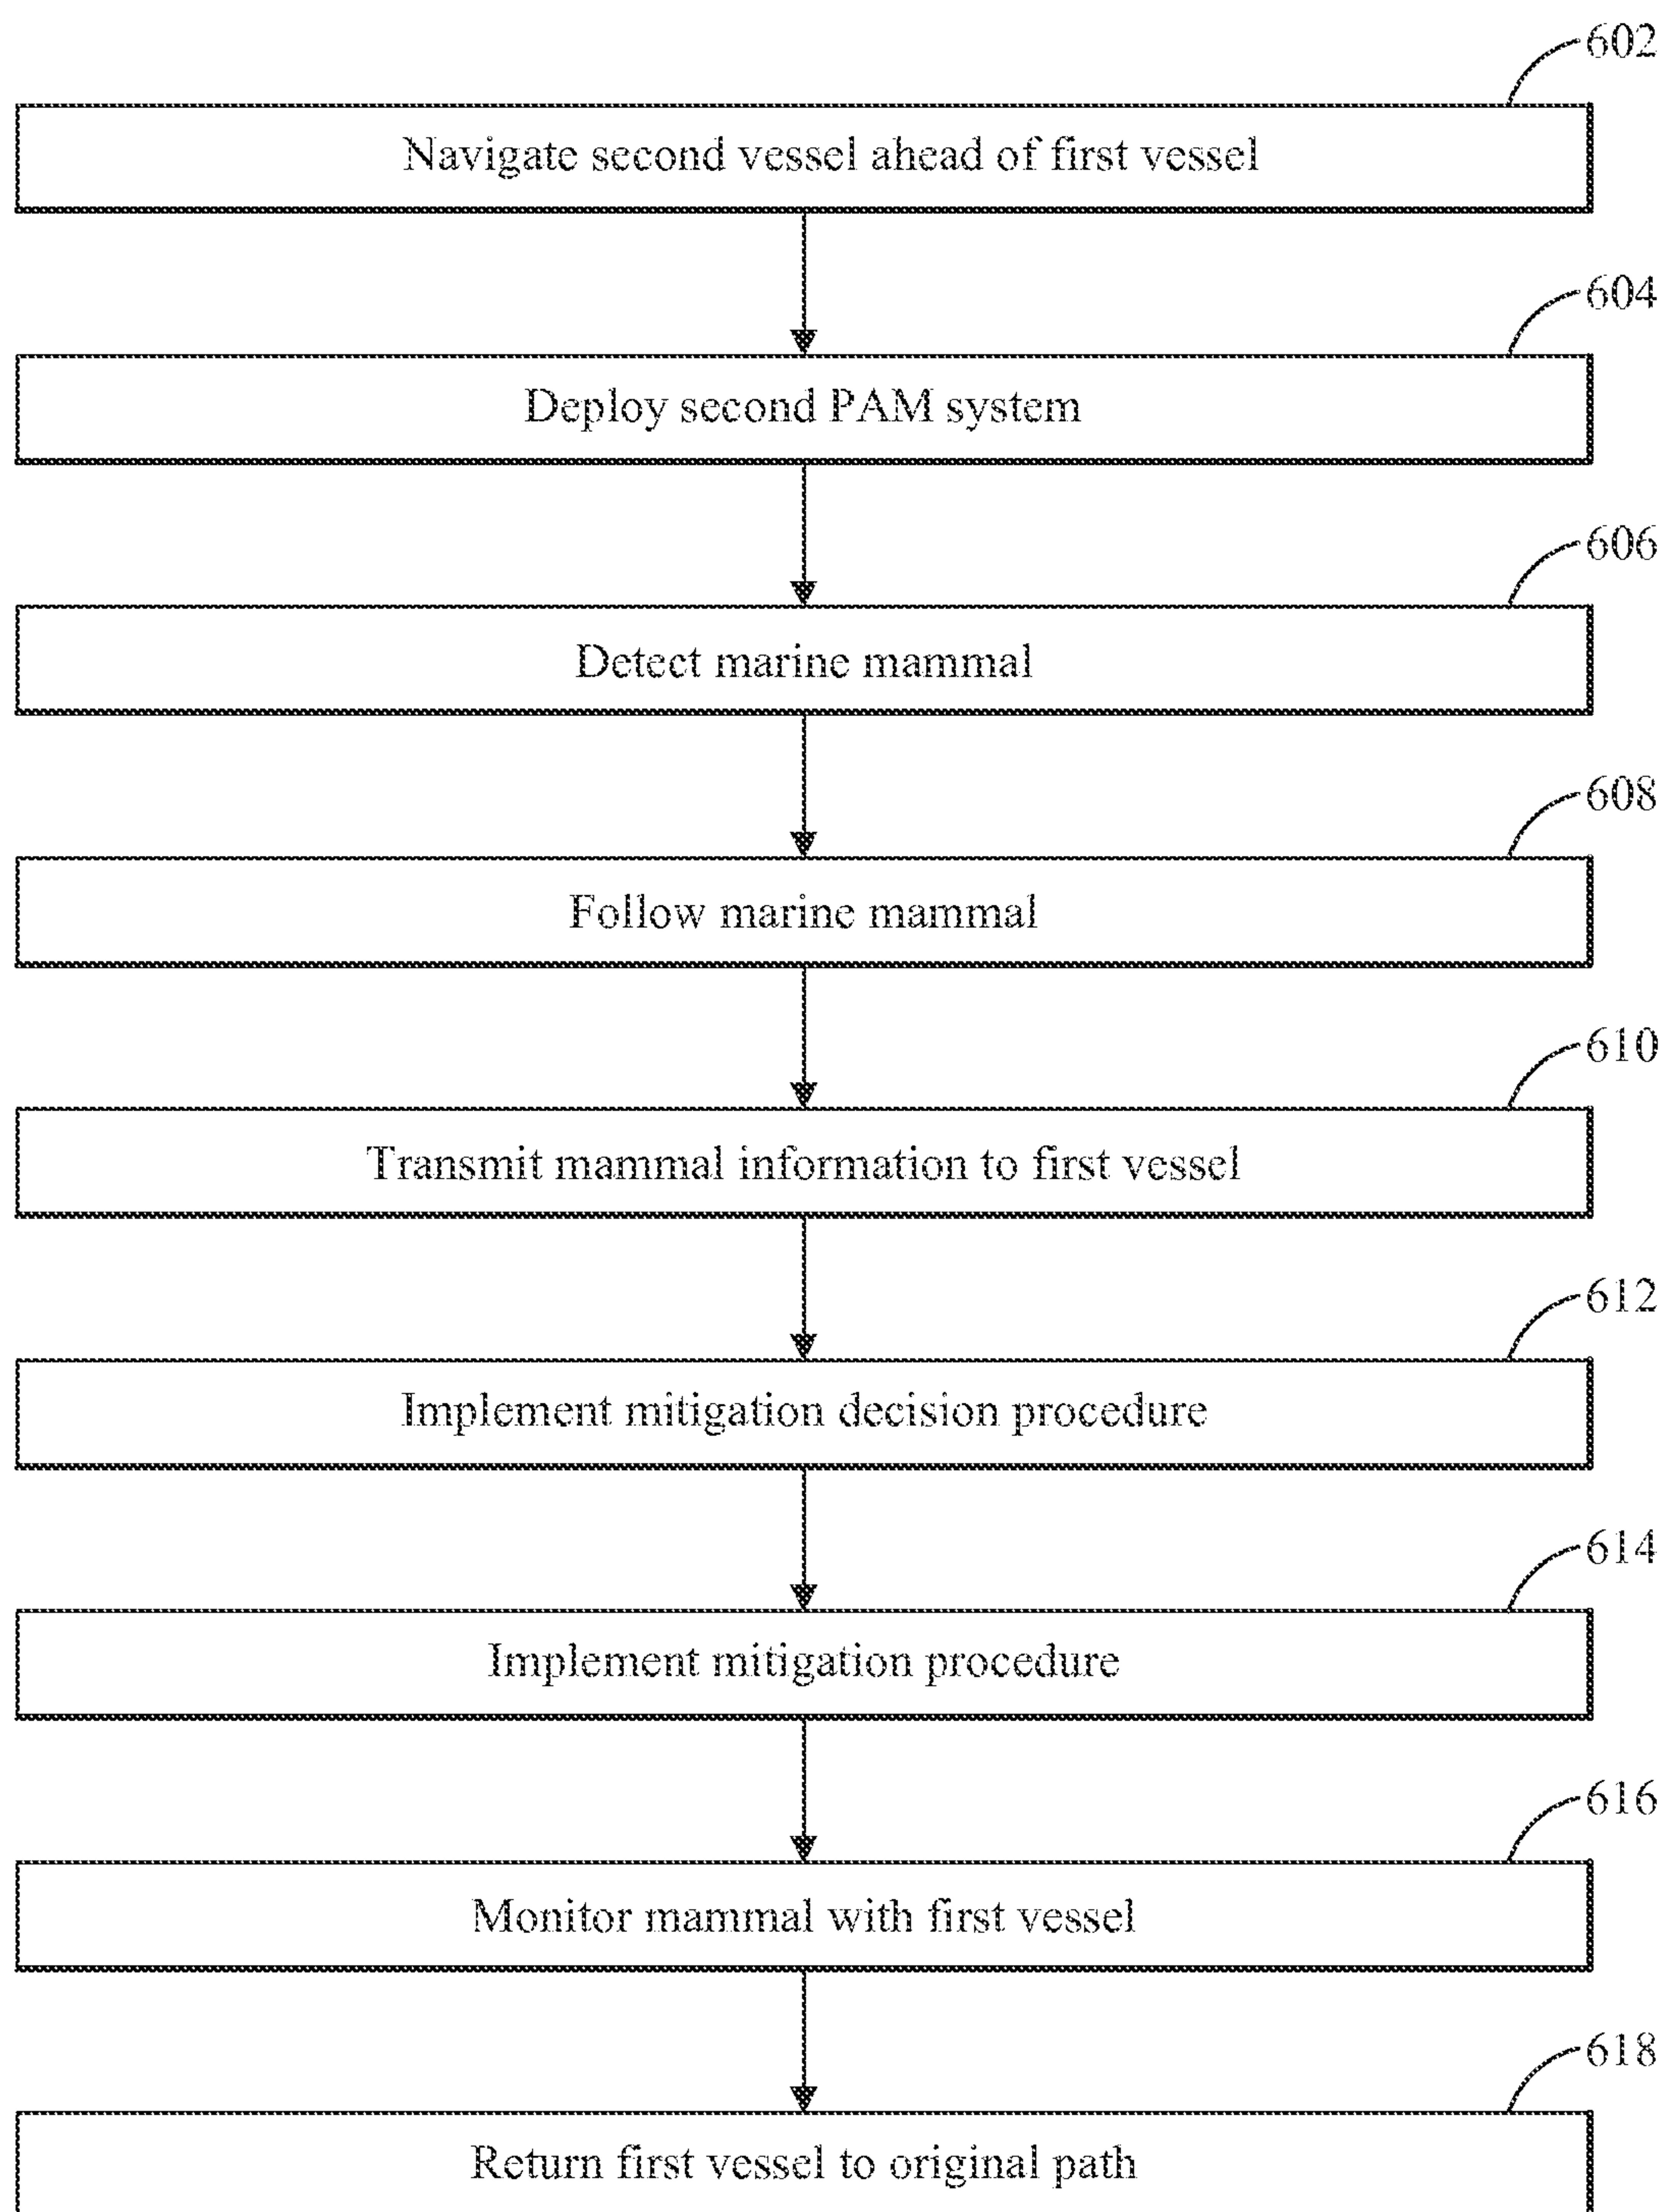 602
Navigate second vessel ahead of first vessel
604
Deploy second PAM system
606
Detect marine mammal
608
Follow marine mammal
610
Transmit mammal information to first vessel
612
Implement mitigation decision procedure
614
Implement mitigation procedure
616
Monitor mammal with first vessel
618
Return first vessel to original path